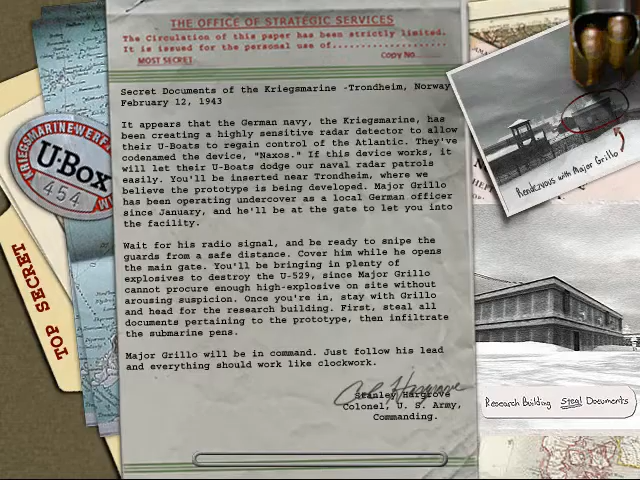 THE OFFICE OF STRATEGIC SERVICES
The Circulation of this paper has been strictly limited.
It is issued for the personal use of
MOST SECRET
Copy No.
Secret Documents of the Kriegsmarine -Trondheim, Norway
February 12, 1943
It appears that the German navy, the Kriegsmarine, has
been creating a highly sensitive radar detector to allow
their U-Boats to regain control of the Atlantic. They've
codenamed the device, "Naxos." If this device works, it
will let their U-Boats dodge our naval radar patrols
easily. You'll be inserted near Trondheim, where we
believe the prototype is being developed. Major Grillo
has been operating undercover as a local German officer
since January, and he'll be at the gate to let you into
the facility.
Wait for his radio signal, and be ready to snipe the
guards from a safe distance. Cover him while he opens
the main gate. You'll be bringing in plenty of
explosives to destroy the U-529, since Major Grillo
cannot procure enough high-explosive on site without
arousing suspicion. Once you're in, stay with Grillo
and head for the research building. First, steal all
documents pertaining to the prototype, then infiltrate
the submarine pens.
Major Grillo will be in command. Just follow his lead
and everything should work like clockwork.
Stanley Hargrove
Colonel, U. S. Army,
Commanding.
KRIEGSMARINEWERF
U-Box
454
TOP SECRET
Rendezvous with Major Grillo
Research Building Steal Documents